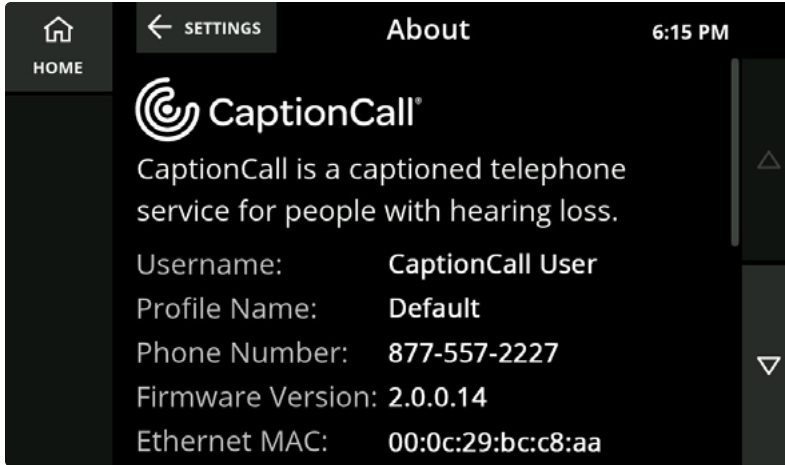 HOME
← SETTINGS
About
6:15 PM
CaptionCall®
CaptionCall is a captioned telephone
service for people with hearing loss.
Username: CaptionCall User
Profile Name: Default
Phone Number: 877-557-2227
Firmware Version: 2.0.0.14
Ethernet MAC: 00:0c:29:bc:c8:aa